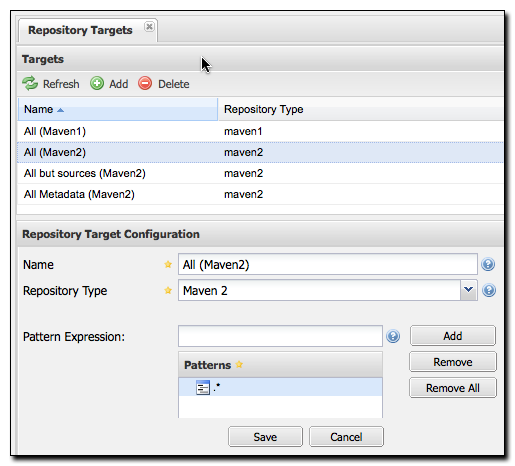 Repository Targets
Targets
Refresh Add Delete
Name Repository Type
All (Maven1) maven1
All (Maven2) maven2
All but sources (Maven2) maven2
All Metadata (Maven2) maven2
Repository Target Configuration
Name All (Maven2)
Repository Type Maven 2
Pattern Expression: Add
Patterns Remove
.* Remove All
Save Cancel